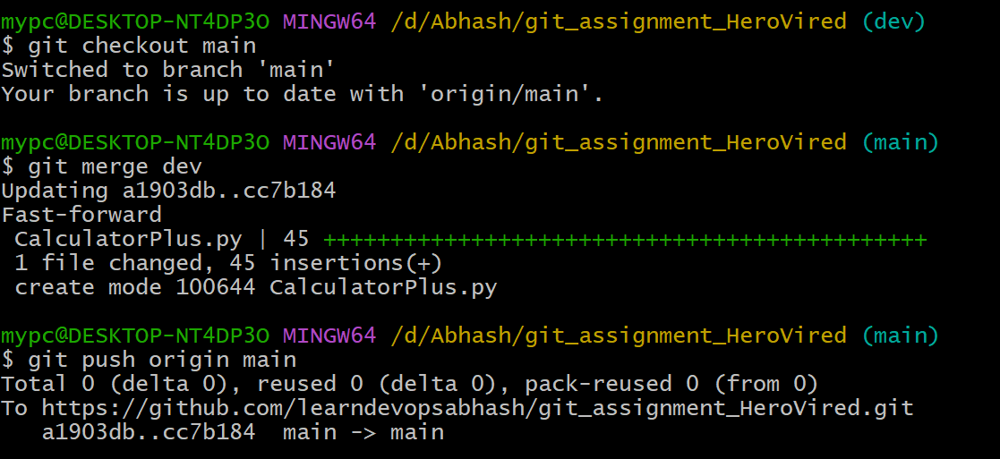 mypc@DESKTOP-NT4DP3O MINGW64 /d/Abhash/git_assignment_HeroVired (dev)
$ git checkout main
Switched to branch 'main'
Your branch is up to date with 'origin/main'.
mypc@DESKTOP-NT4DP3O MINGW64 /d/Abhash/git_assignment_HeroVired (main)
$ git merge dev
Updating a1903db..cc7b184
Fast-forward
 CalculatorPlus.py | 45 +++++++++++++++++++++++++++++++++++++++++++++
 1 file changed, 45 insertions(+)
 create mode 100644 CalculatorPlus.py
mypc@DESKTOP-NT4DP3O MINGW64 /d/Abhash/git_assignment_HeroVired (main)
$ git push origin main
Total 0 (delta 0), reused 0 (delta 0), pack-reused 0 (from 0)
To https://github.com/learndevopsabhash/git_assignment_HeroVired.git
   a1903db..cc7b184  main -> main